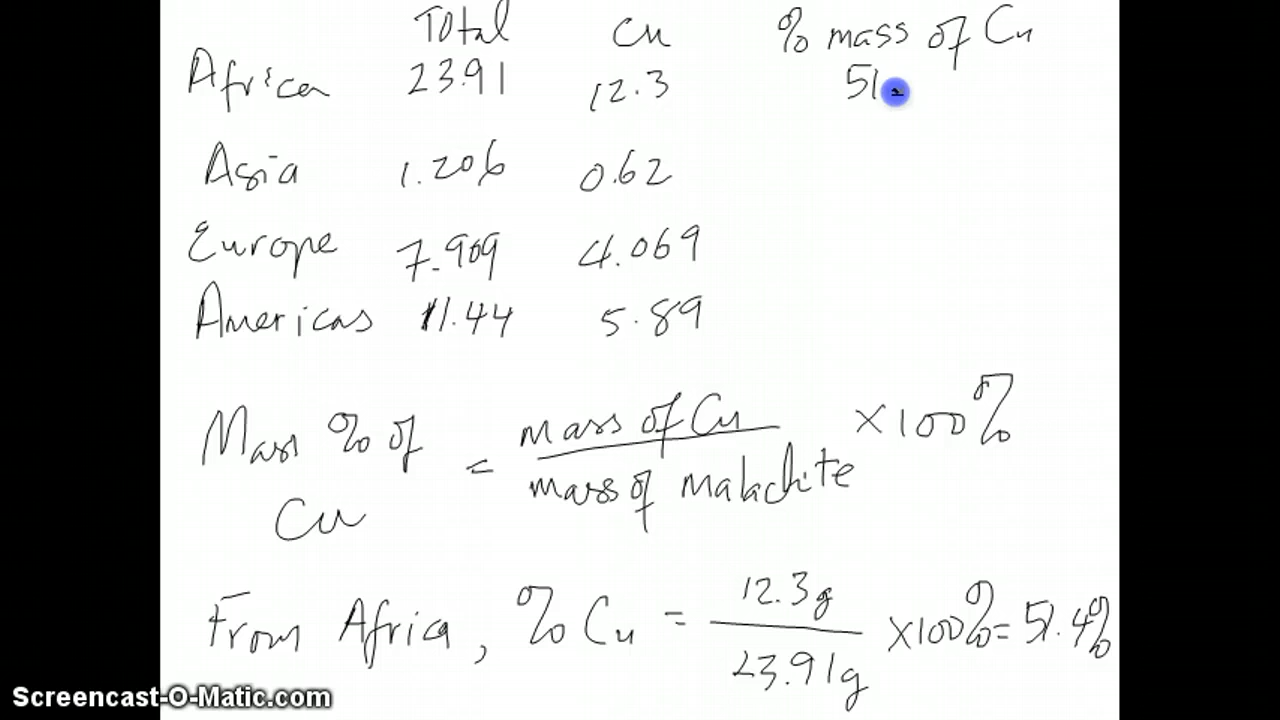 Total Cu % mass of Cu
Africa 23.91 12.3 51.
Asia 1.206 0.62
Europe 7.909 4.069
Americas 11.44 5.89
Mass % of Cu = mass of Cu / mass of malachite ×100%
From Africa, % Cu = 12.3g / 23.91g ×100% = 51.4%
Screencast-O-Matic.com